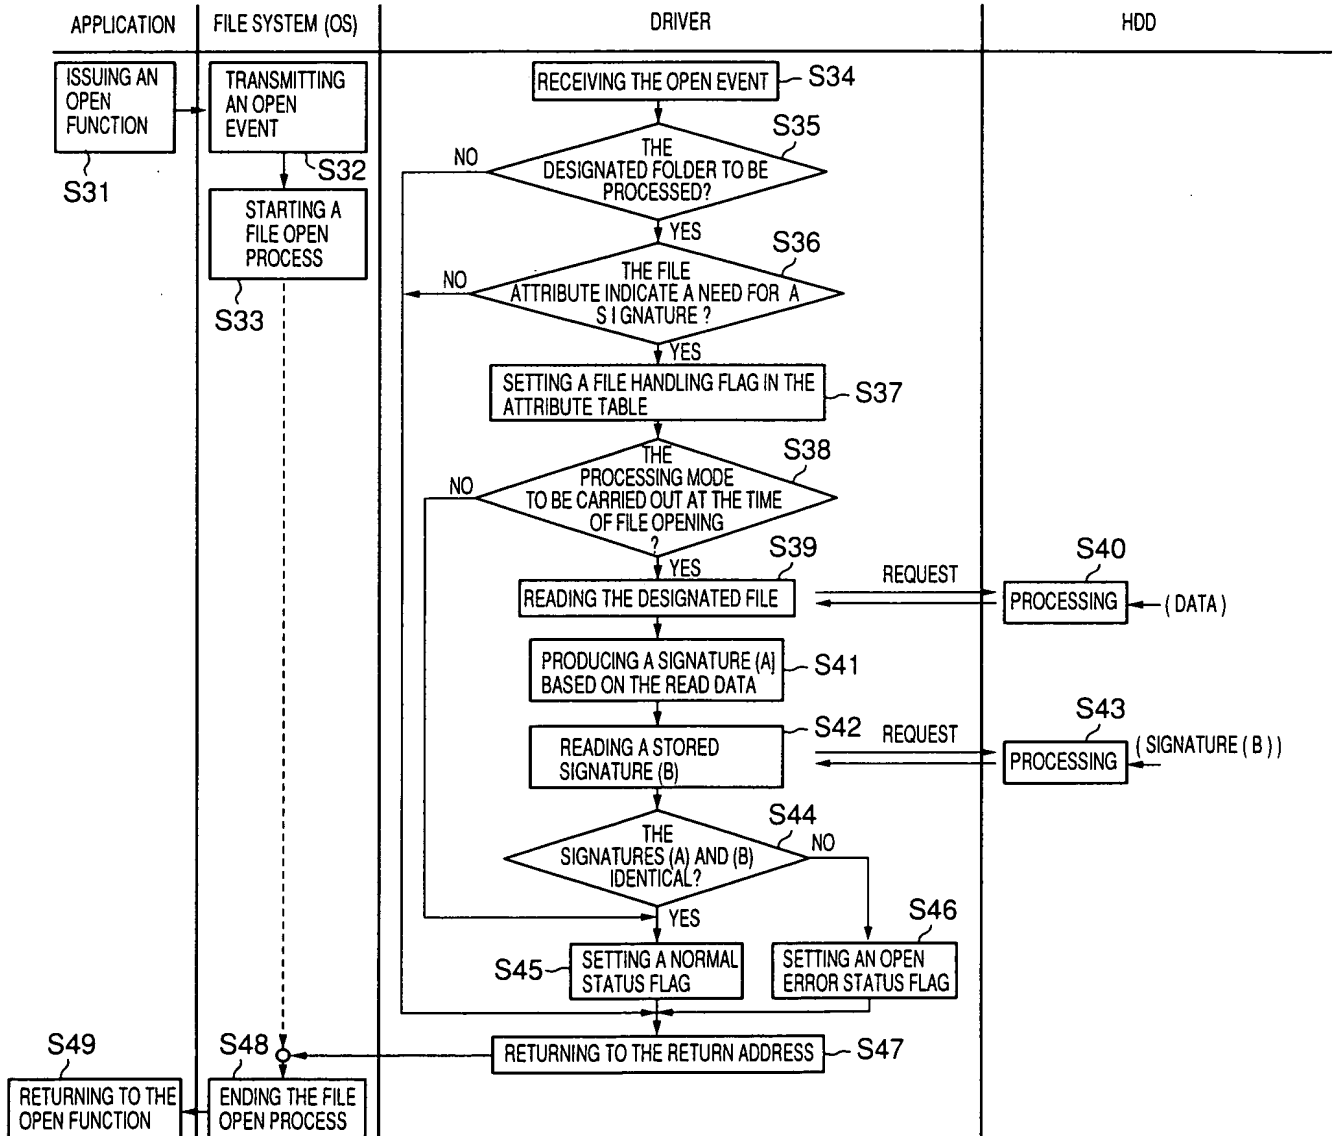 APPLICATION
FILE SYSTEM (OS)
DRIVER
HDD
ISSUING AN
OPEN
FUNCTION
S31
TRANSMITTING
AN OPEN
EVENT
S32
STARTING A
FILE OPEN
PROCESS
S33
RECEIVING THE OPEN EVENT
S34
THE
DESIGNATED FOLDER TO BE
PROCESSED?
S35
NO
YES
THE FILE
ATTRIBUTE INDICATE A NEED FOR A
SIGNATURE ?
S36
NO
YES
SETTING A FILE HANDLING FLAG IN THE
ATTRIBUTE TABLE
S37
THE
PROCESSING MODE
TO BE CARRIED OUT AT THE TIME
OF FILE OPENING
?
S38
NO
YES
READING THE DESIGNATED FILE
S39
REQUEST
S40
PROCESSING
(DATA)
PRODUCING A SIGNATURE (A]
BASED ON THE READ DATA
S41
READING A STORED
SIGNATURE (B)
S42
REQUEST
S43
PROCESSING
(SIGNATURE (B))
THE
SIGNATURES (A) AND (B)
IDENTICAL?
S44
NO
YES
S45
SETTING A NORMAL
STATUS FLAG
S46
SETTING AN OPEN
ERROR STATUS FLAG
RETURNING TO THE RETURN ADDRESS
S47
S48
ENDING THE FILE
OPEN PROCESS
S49
RETURNING TO THE
OPEN FUNCTION